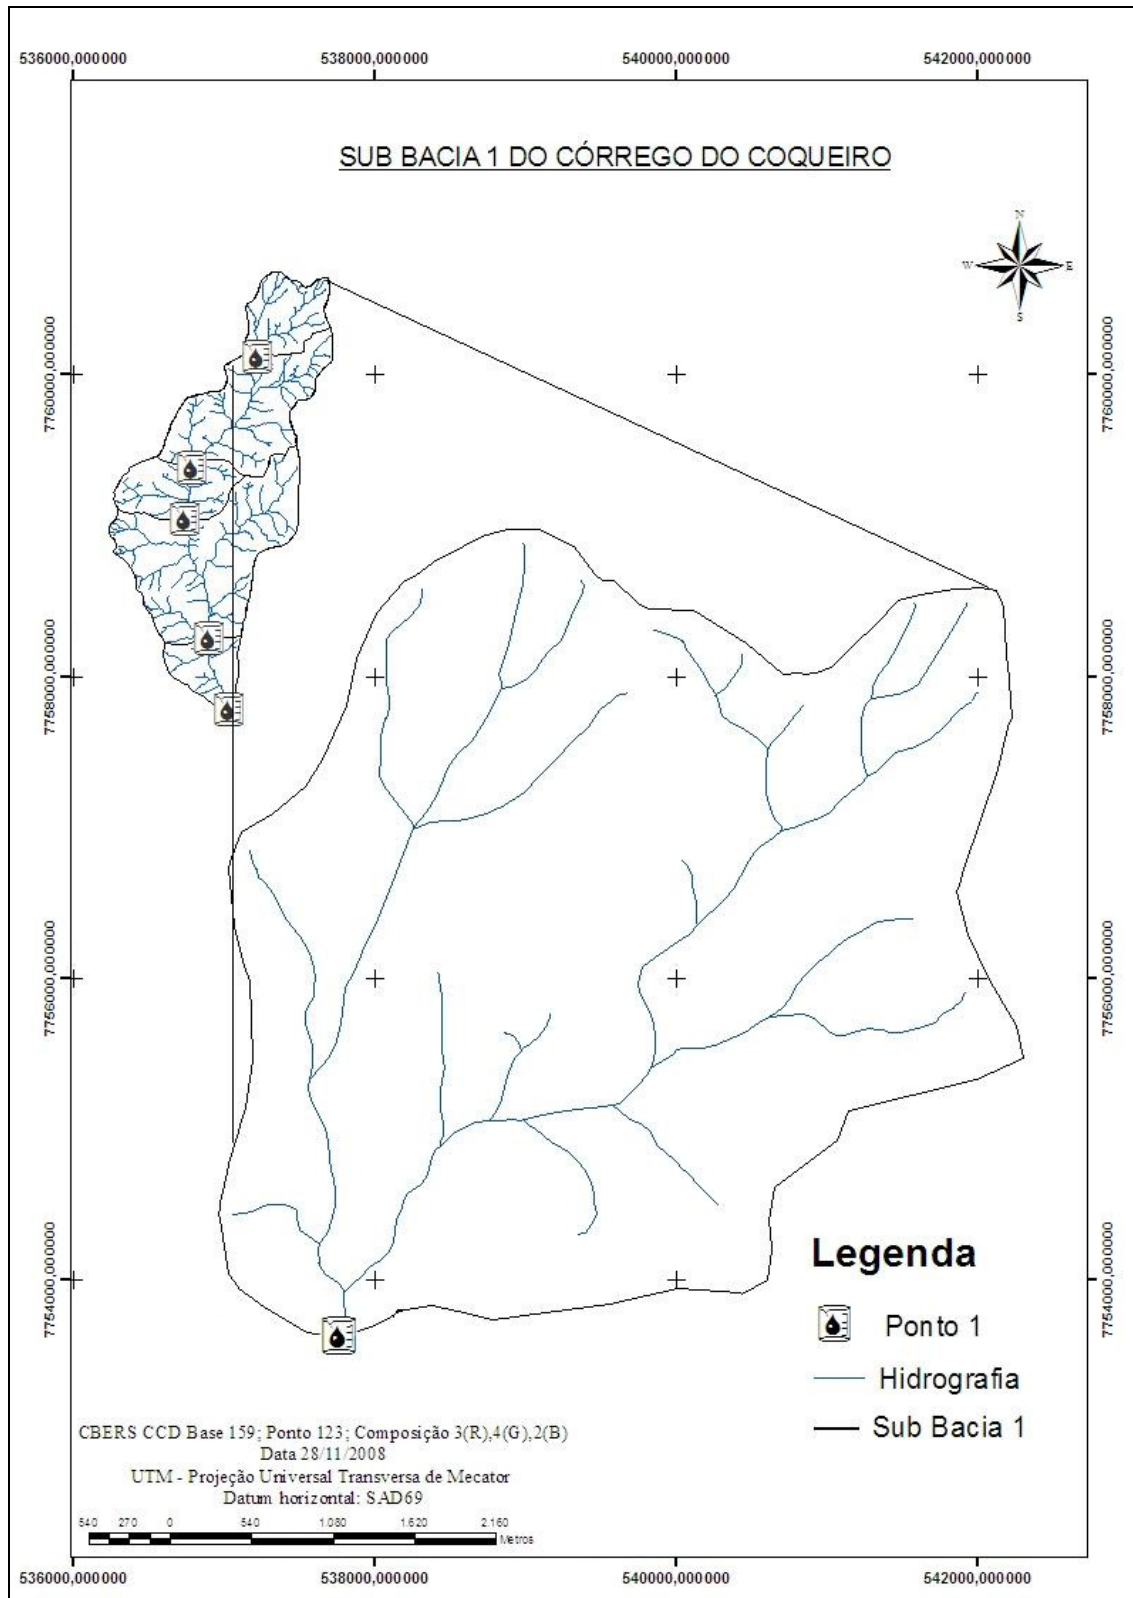 536000,000000 538000,000000 540000,000000 542000,000000
SUB BACIA 1 DO CÓRREGO DO COQUEIRO
N
W E
S
7760000,000000 7760000,000000
7758000,000000 7758000,000000
7756000,000000 7756000,000000
7754000,000000 7754000,000000
Legenda
Ponto 1
Hidrografia
Sub Bacia 1
CBERS CCD Base 159; Ponto 123; Composição 3(R),4(G),2(B)
Data 28/11/2008
UTM - Projeção Universal Transversa de Mecator
Datum horizontal: SAD69
540 270 0 540 1.080 1.620 2.160
Metros
536000,000000 538000,000000 540000,000000 542000,000000